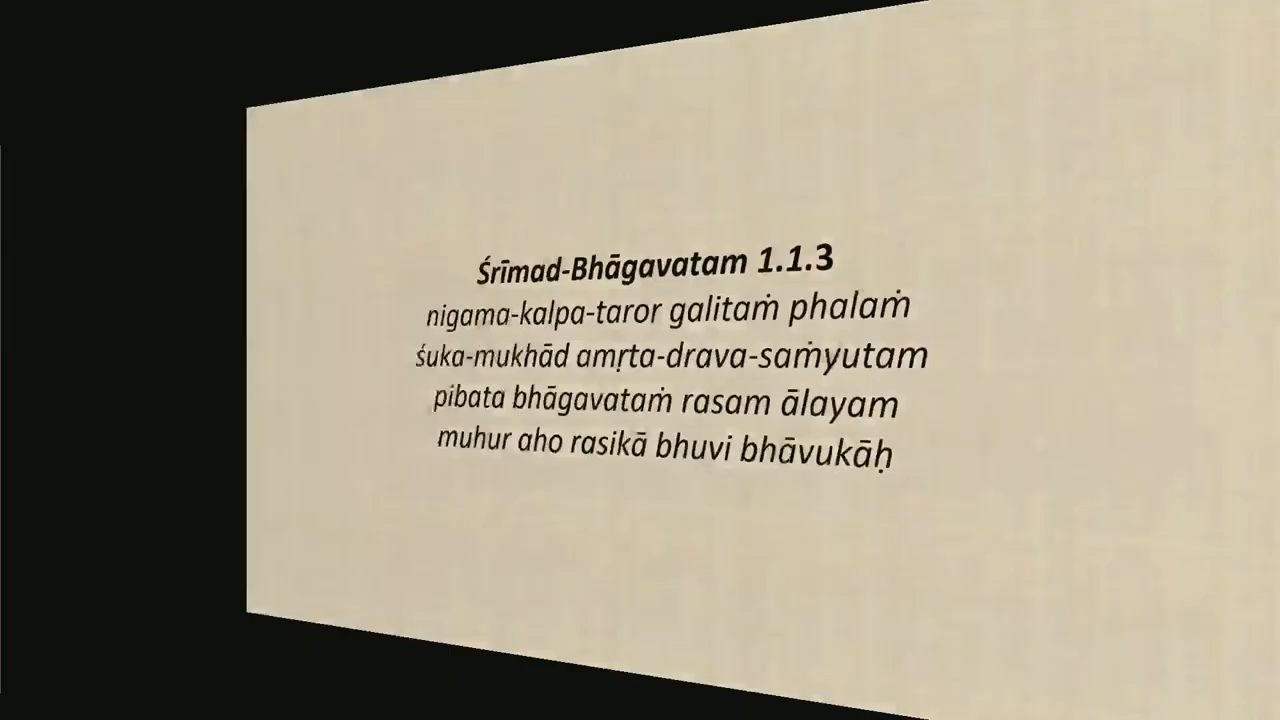 Śrīmad-Bhāgavatam 1.1.3
nigama-kalpa-taror galitaṁ phalaṁ
śuka-mukhād amṛta-drava-saṁyutam
pibata bhāgavataṁ rasam ālayam
muhur aho rasikā bhuvi bhāvukāḥ